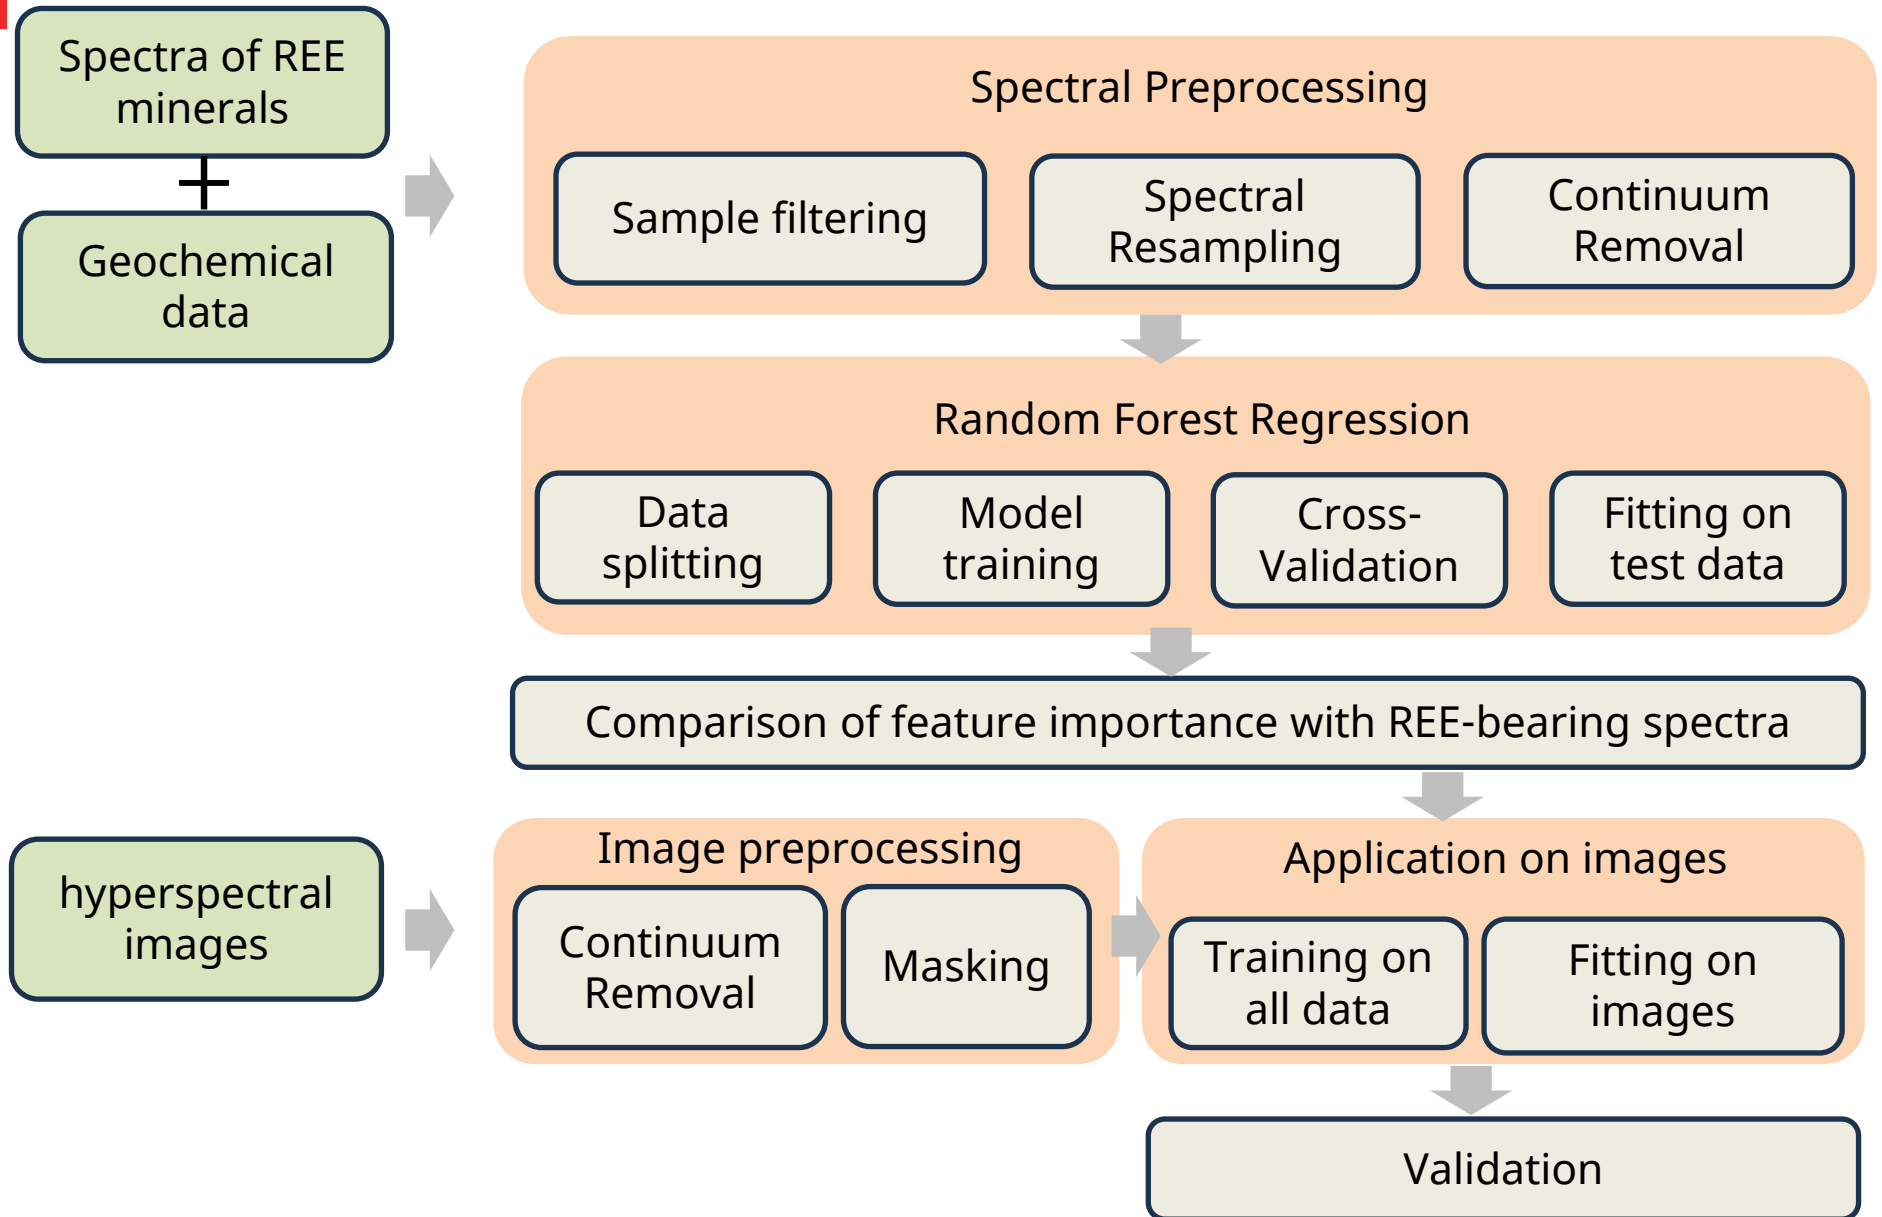 Spectra of REE
minerals
+
Geochemical
data
Spectral Preprocessing
Sample filtering
Spectral
Resampling
Continuum
Removal
Random Forest Regression
Data
splitting
Model
training
Cross-
Validation
Fitting on
test data
Comparison of feature importance with REE-bearing spectra
hyperspectral
images
Image preprocessing
Continuum
Removal
Masking
Application on images
Training on
all data
Fitting on
images
Validation